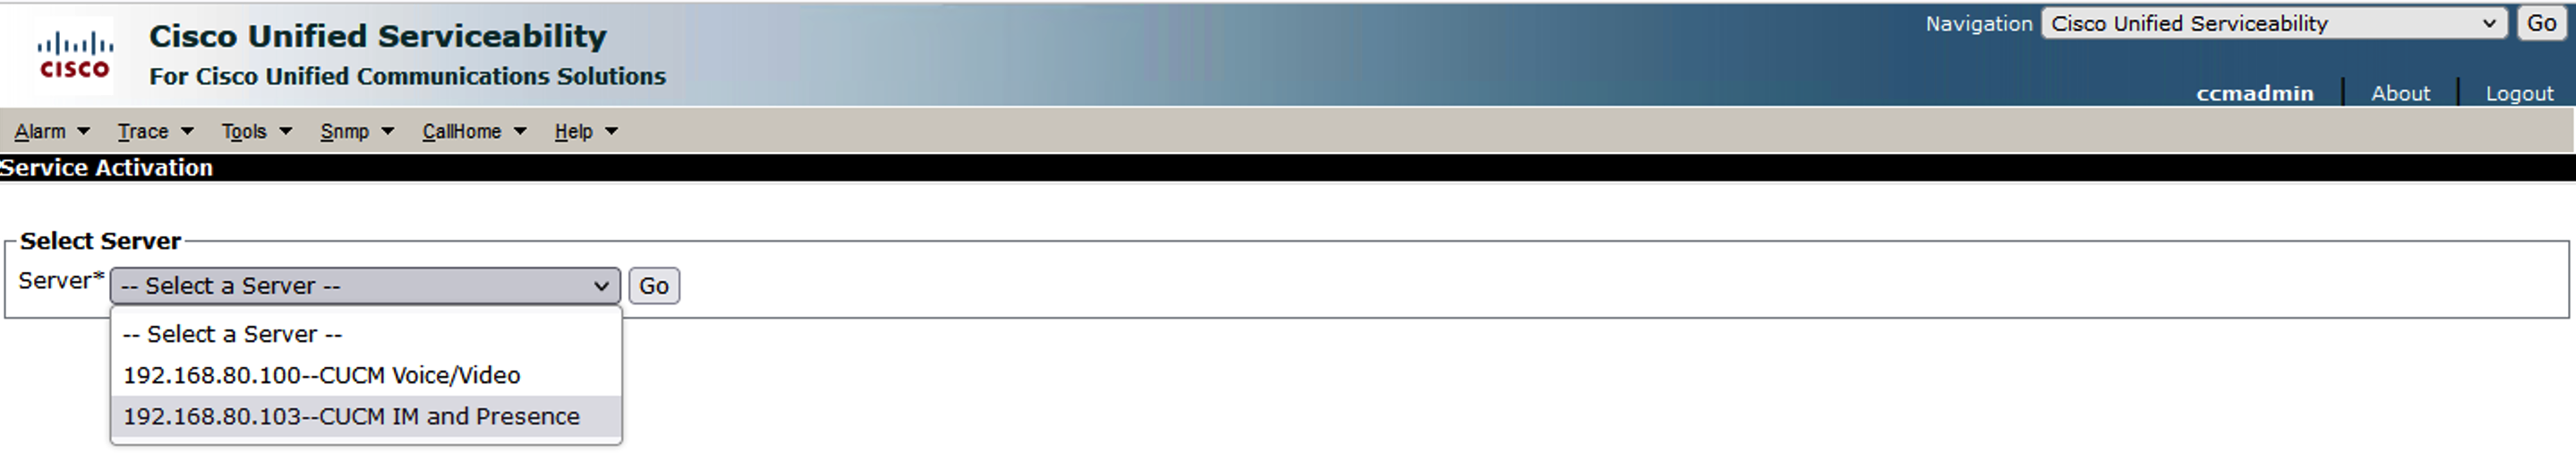 Cisco Unified Serviceability
For Cisco Unified Communications Solutions
CISCO
Navigation Cisco Unified Serviceability Go
ccmadmin About Logout
Alarm Trace Tools Snmp CallHome Help
Service Activation
Select Server
Server* -- Select a Server -- Go
-- Select a Server --
192.168.80.100--CUCM Voice/Video
192.168.80.103--CUCM IM and Presence